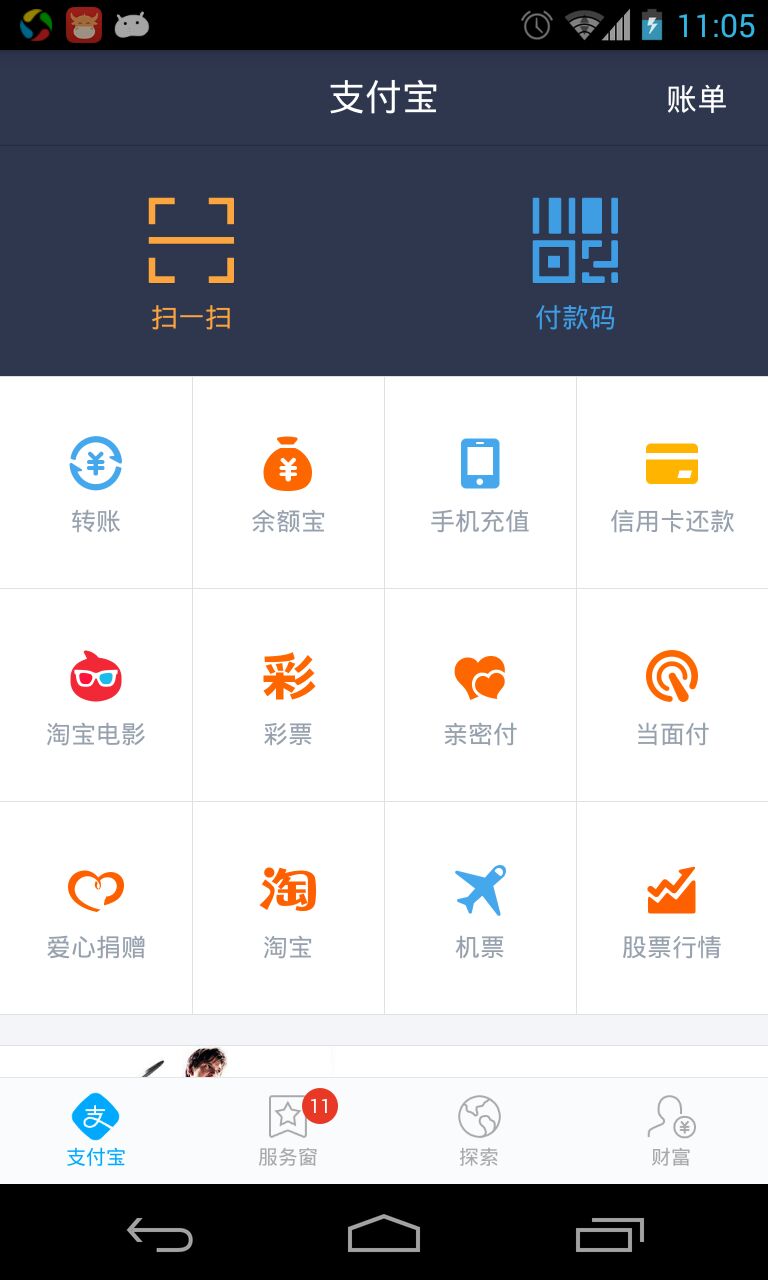 11:05
支付宝
账单
扫一扫
付款码
转账
余额宝
手机充值
信用卡还款
彩
淘宝电影
彩票
亲密付
当面付
淘
爱心捐赠
淘宝
机票
股票行情
支
11
支付宝
服务窗
探索
财富